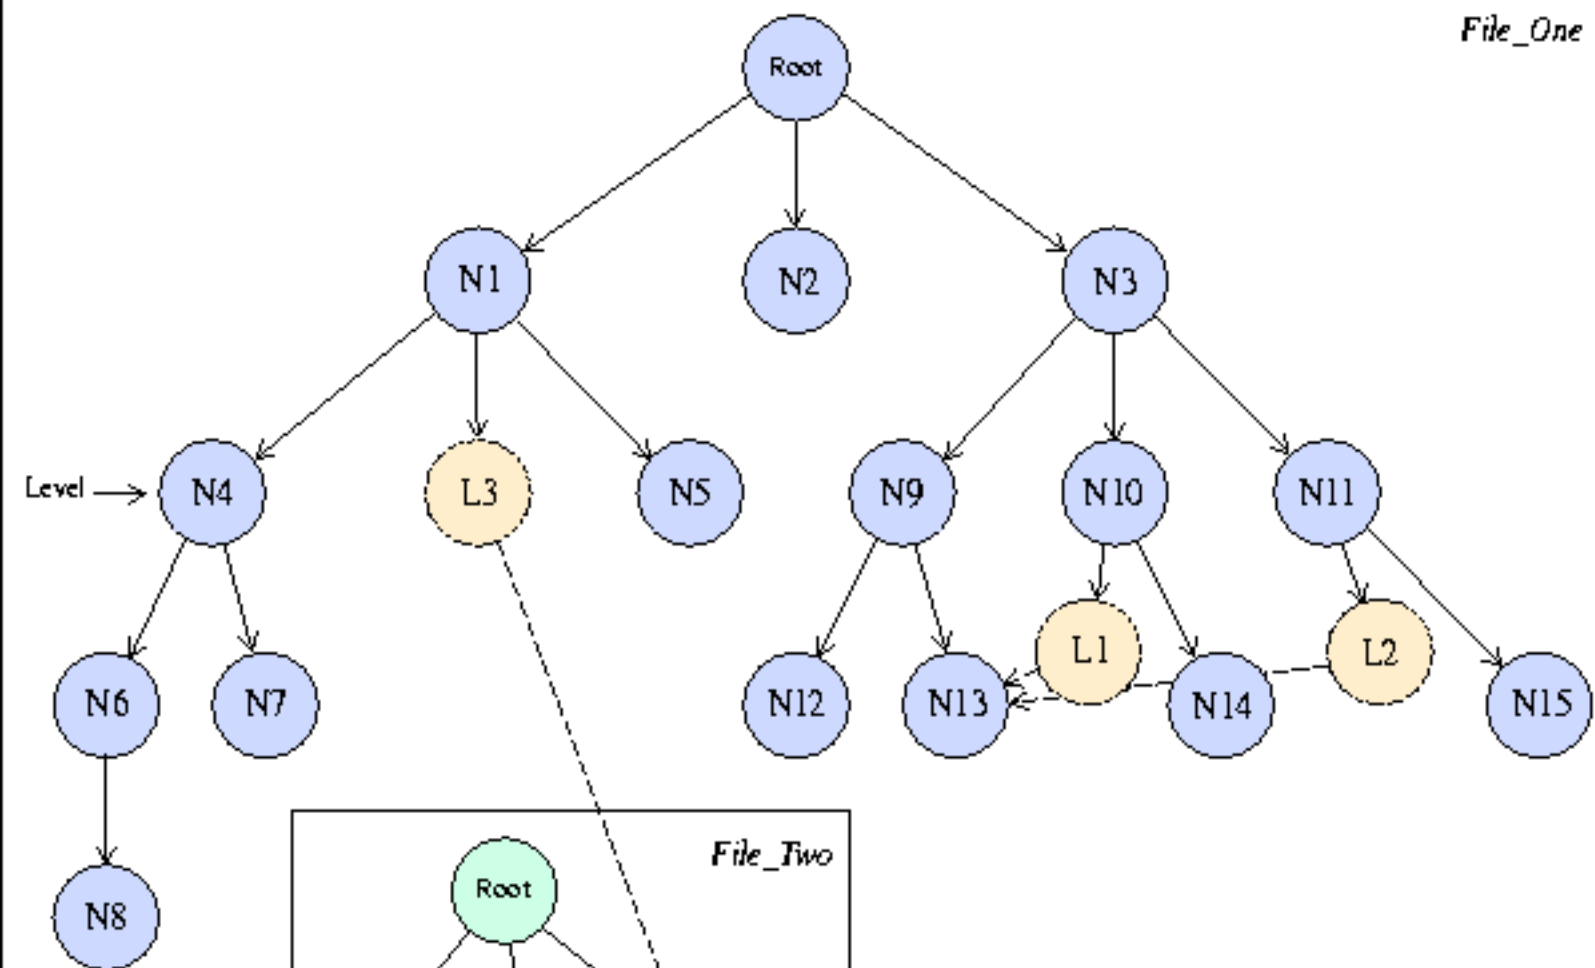 File_One
Root
N1
N2
N3
Level
N4
L3
N5
N9
N10
N11
L1
L2
N6
N7
N12
N13
N14
N15
File_Two
Root
N8